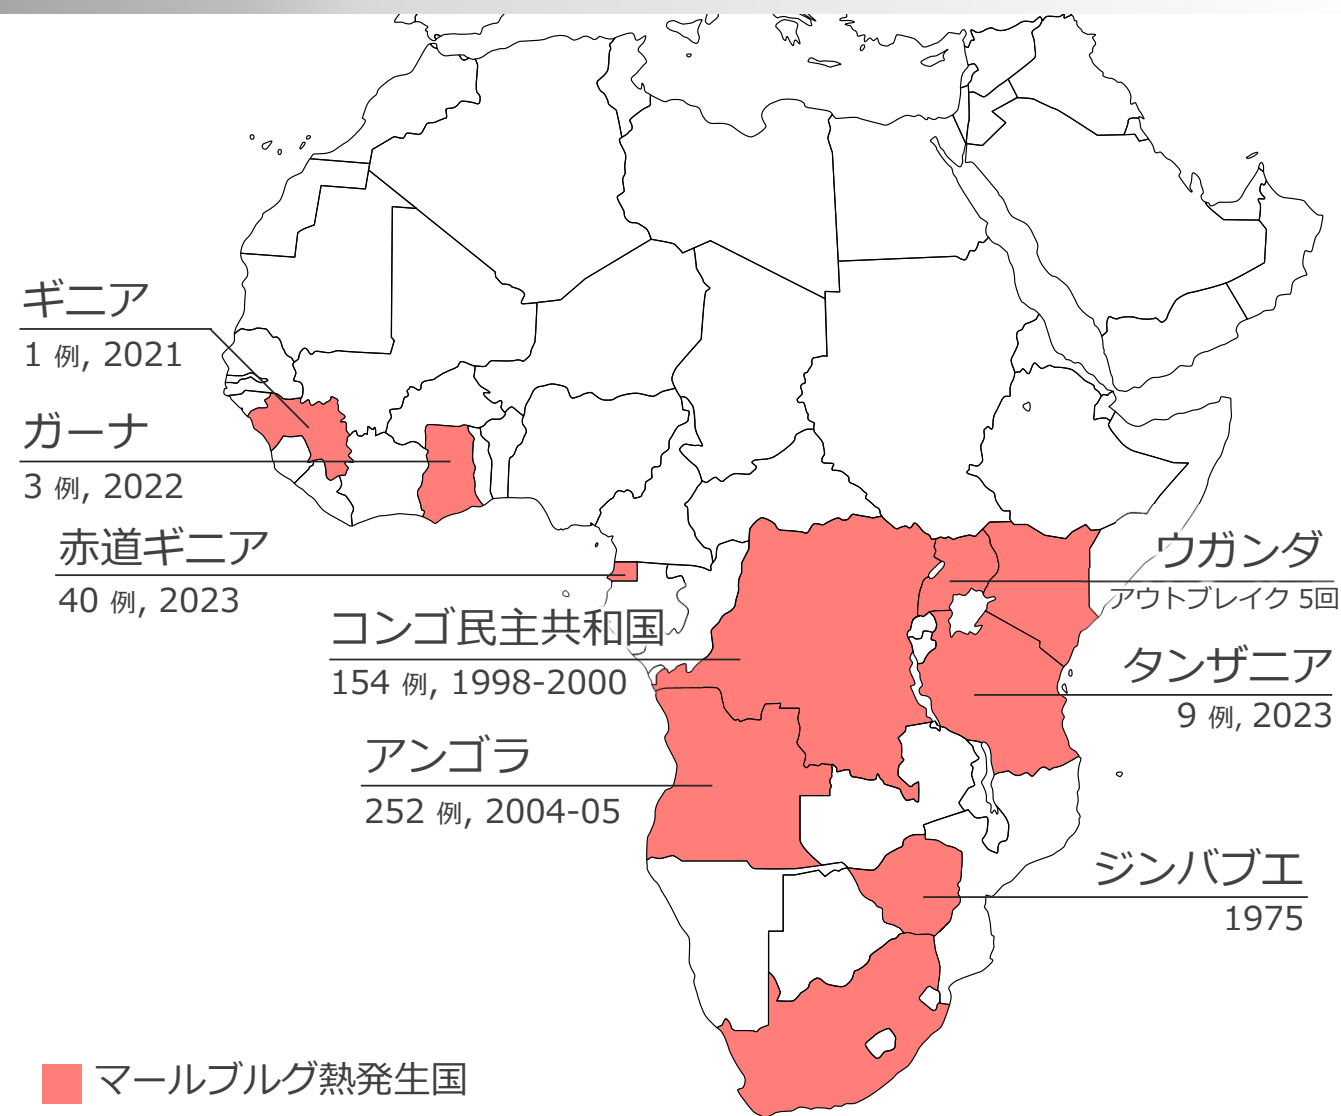 ギニア
1 例, 2021
ガーナ
3 例, 2022
赤道ギニア
40 例, 2023
コンゴ民主共和国
154 例, 1998-2000
アンゴラ
252 例, 2004-05
ウガンダ
アウトブレイク 5回
タンザニア
9 例, 2023
ジンバブエ
1975
マールブルグ熱発生国